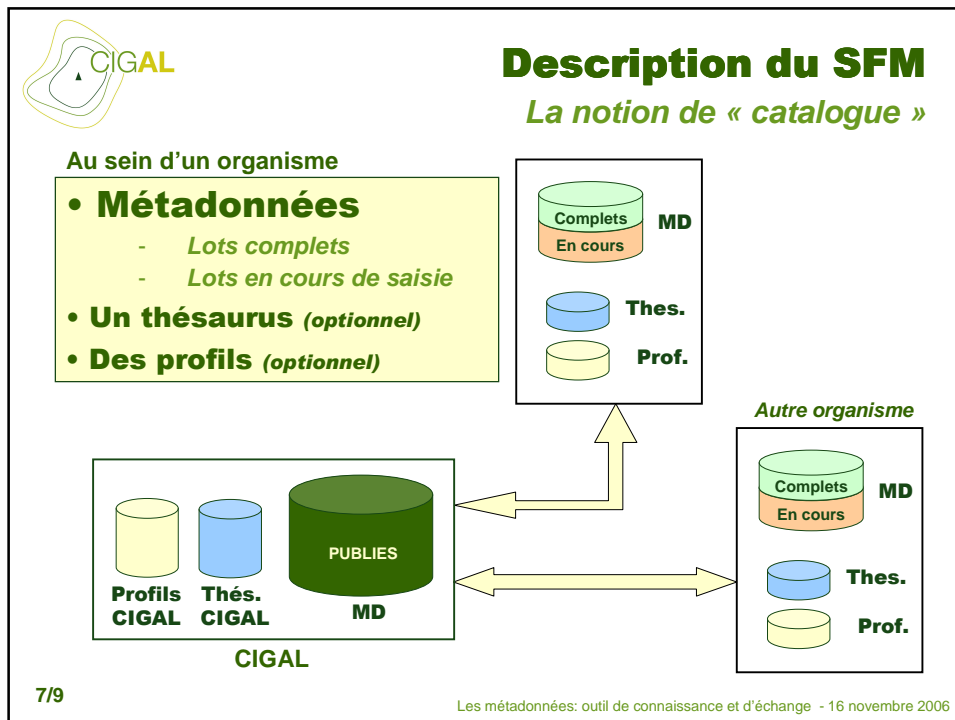 CIGAL
Description du SFM
La notion de « catalogue »
Au sein d'un organisme
• Métadonnées
- Lots complets
- Lots en cours de saisie
• Un thésaurus (optionnel)
• Des profils (optionnel)
Complets
En cours
MD
Thes.
Prof.
Autre organisme
Complets
En cours
MD
Thes.
Prof.
PUBLIES
MD
Profils
CIGAL
Thés.
CIGAL
CIGAL
7/9
Les métadonnées: outil de connaissance et d'échange - 16 novembre 2006